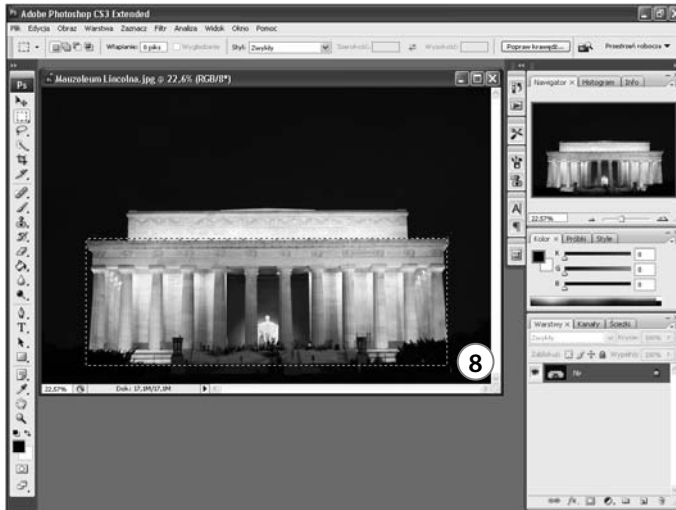 Adobe Photoshop CS3 Extended
Plik Edycja Obraz Warstwa Zaznacz Filtr Analiza Widok Okno Pomoc
Wtapianie: 0 piks Wygładzanie Styl: Zwykły Szerokość: Wysokość: Popraw krawędź... Przestrzeń robocza
Ps
Mauzoleum Lincolna.jpg @ 22,6% (RGB/8*)
Nawigator x Histogram Info
22,57%
Kolor x Próbki Style
R 0
G 0
B 0
Warstwy x Kanały Ścieżki
Zwykły Krycie: 100%
Zablokuj: Wypełn.: 100%
Tło
8
22,57% Dok: 17,1M/17,1M